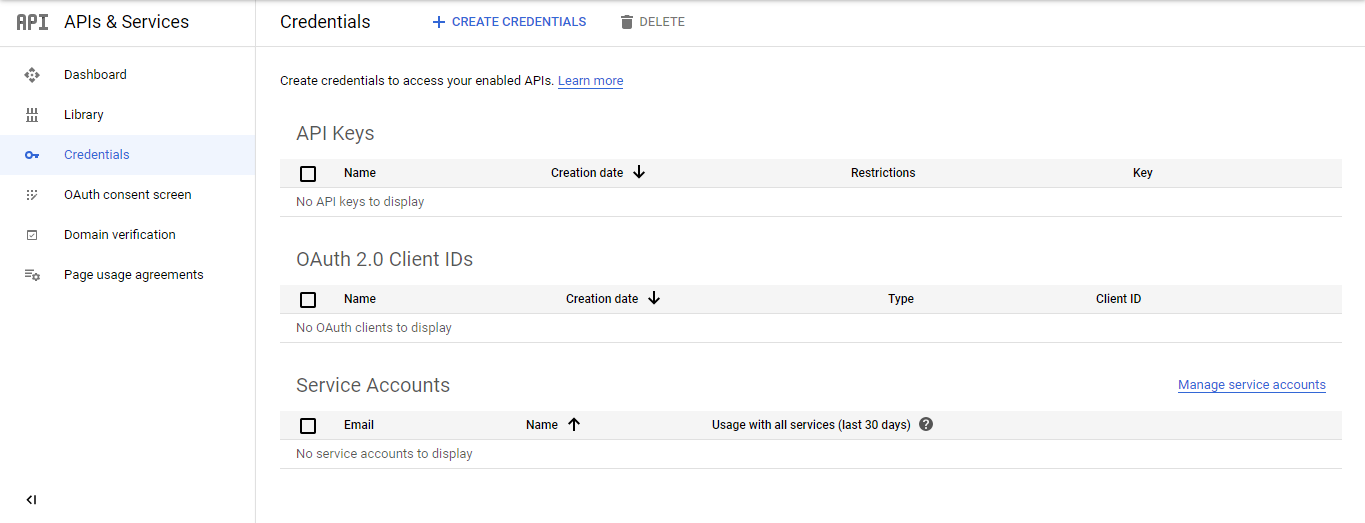 API APIs & Services
Credentials
CREATE CREDENTIALS
DELETE
Dashboard
Library
Credentials
OAuth consent screen
Domain verification
Page usage agreements
Create credentials to access your enabled APIs. Learn more
API Keys
Name Creation date Restrictions Key
No API keys to display
OAuth 2.0 Client IDs
Name Creation date Type Client ID
No OAuth clients to display
Service Accounts
Manage service accounts
Email Name Usage with all services (last 30 days) ?
No service accounts to display